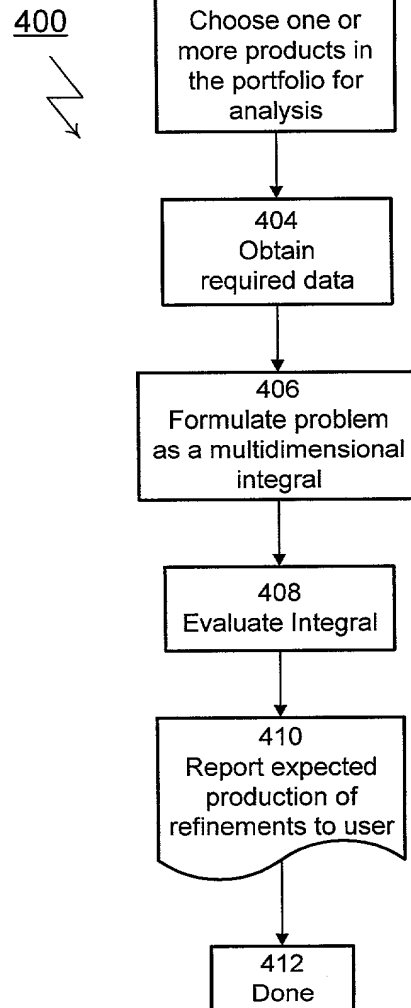 400
Choose one or
more products in
the portfolio for
analysis
404
Obtain
required data
406
Formulate problem
as a multidimensional
integral
408
Evaluate Integral
410
Report expected
production of
refinements to user
412
Done